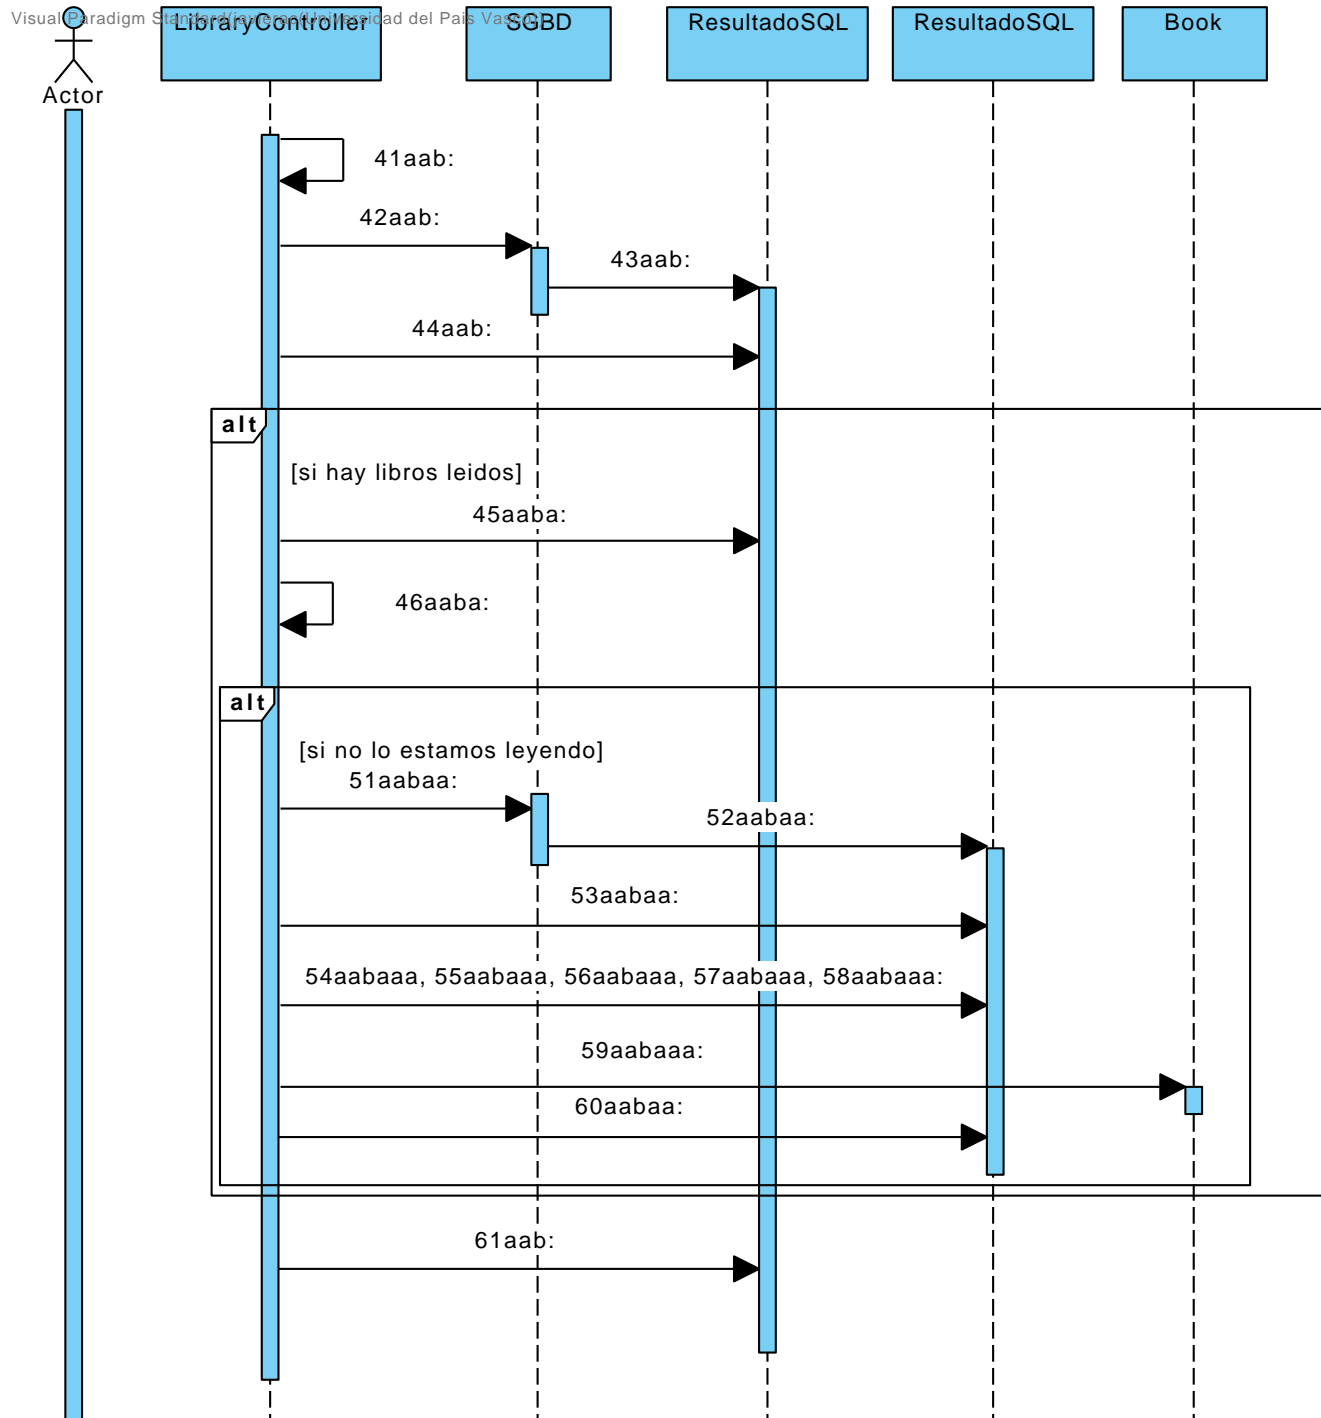 Visual Paradigm Standard(javierac(Universidad del Pais Vasco))
LibraryController
SGBD
ResultadoSQL
ResultadoSQL
Book
Actor
41aab:
42aab:
43aab:
44aab:
alt
[si hay libros leidos]
45aaba:
46aaba:
alt
[si no lo estamos leyendo]
51aabaa:
52aabaa:
53aabaa:
54aabaaa, 55aabaaa, 56aabaaa, 57aabaaa, 58aabaaa:
59aabaaa:
60aabaa:
61aab: